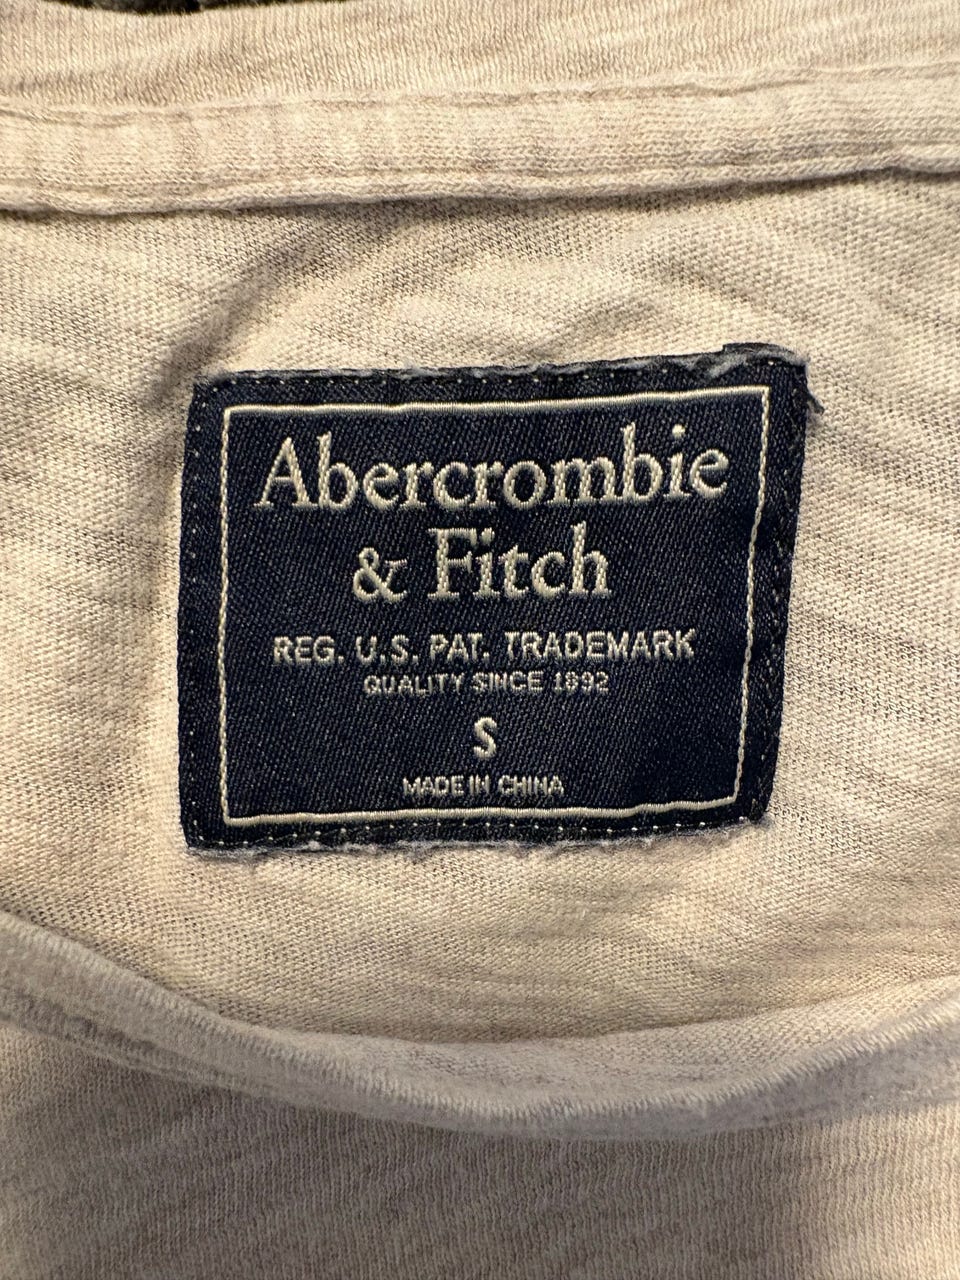 Abercrombie
& Fitch
REG. U.S. PAT. TRADEMARK
QUALITY SINCE 1892
S
MADE IN CHINA